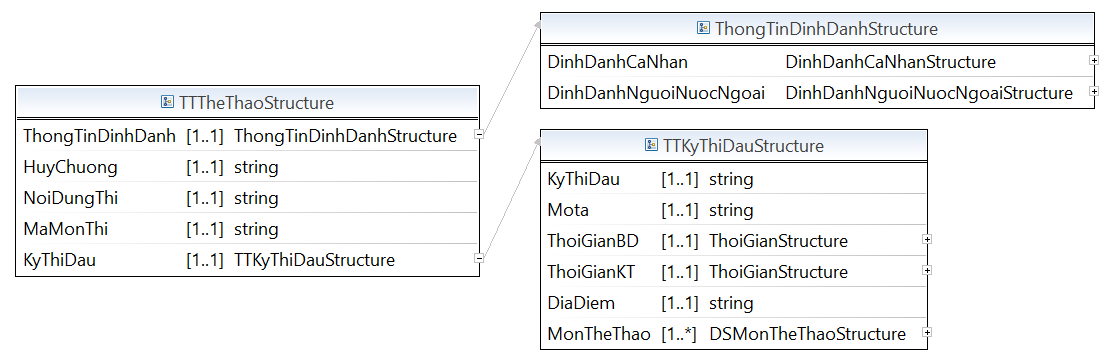 TTTheThaoStructure
ThongTinDinhDanh [1..1] ThongTinDinhDanhStructure
HuyChuong [1..1] string
NoiDungThi [1..1] string
MaMonThi [1..1] string
KyThiDau [1..1] TTKyThiDauStructure
ThongTinDinhDanhStructure
DinhDanhCaNhan DinhDanhCaNhanStructure
DinhDanhNguoiNuocNgoai DinhDanhNguoiNuocNgoaiStructure
TTKyThiDauStructure
KyThiDau [1..1] string
Mota [1..1] string
ThoiGianBD [1..1] ThoiGianStructure
ThoiGianKT [1..1] ThoiGianStructure
DiaDiem [1..1] string
MonTheThao [1..*] DSMonTheThaoStructure